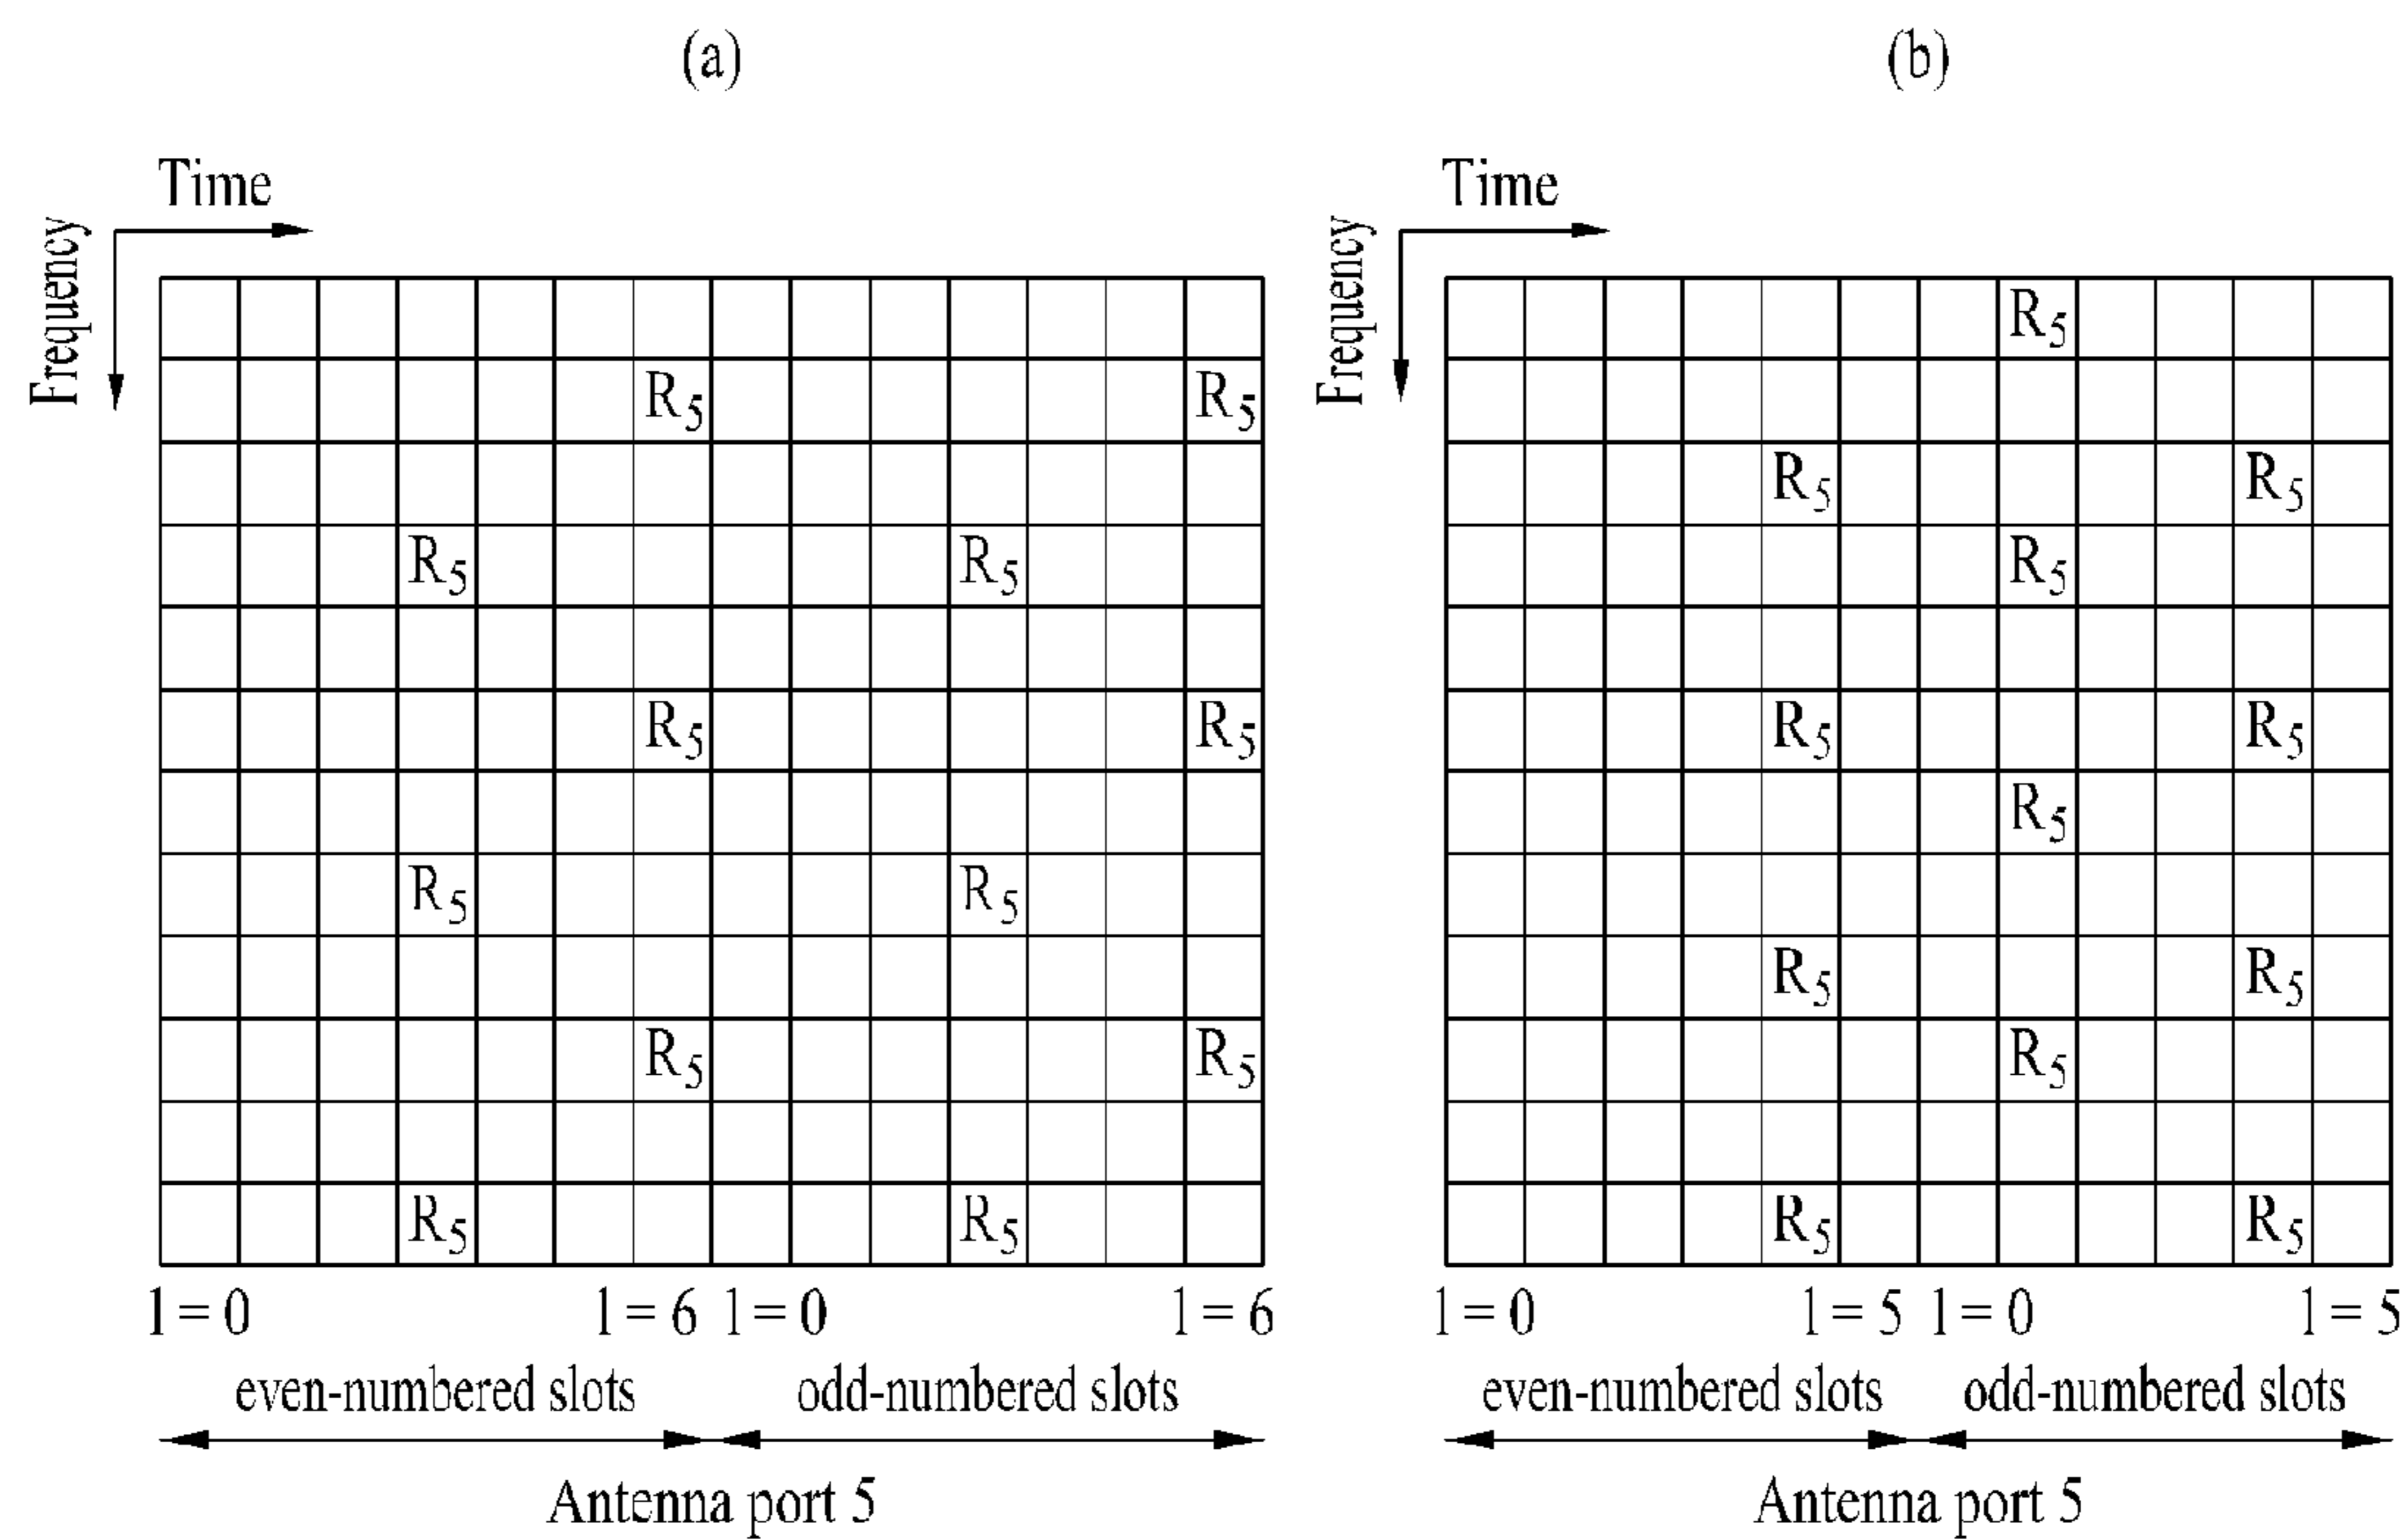 (a) (b)
Time Time
Frequency Frequency
R5
R5 R5
R5 R5
R5 R5 R5
R5 R5 R5 R5
R5
R5 R5
R5 R5
R5 R5 R5
R5 R5 R5 R5
l = 0 l = 6 l = 0 l = 6 l = 0 l = 5 l = 0 l = 5
even-numbered slots odd-numbered slots even-numbered slots odd-numbered slots
Antenna port 5 Antenna port 5